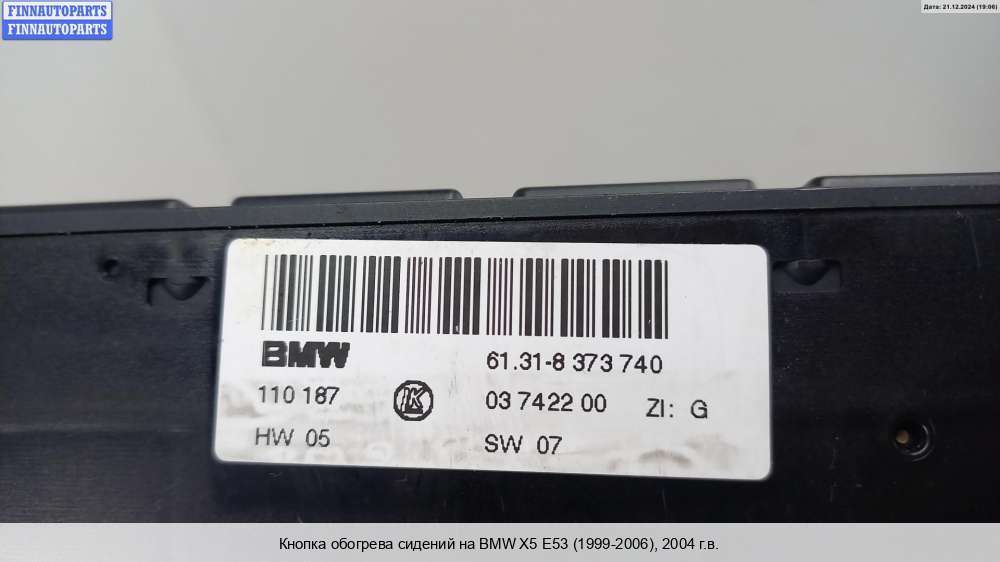 FINNAUTOPARTS
FINNAUTOPARTS
Дата: 21.12.2024 (19:06)
BMW 61.31-8 373 740
110 187 LK 03 7422 00 ZI: G
HW 05 SW 07
Кнопка обогрева сидений на BMW X5 E53 (1999-2006), 2004 г.в.